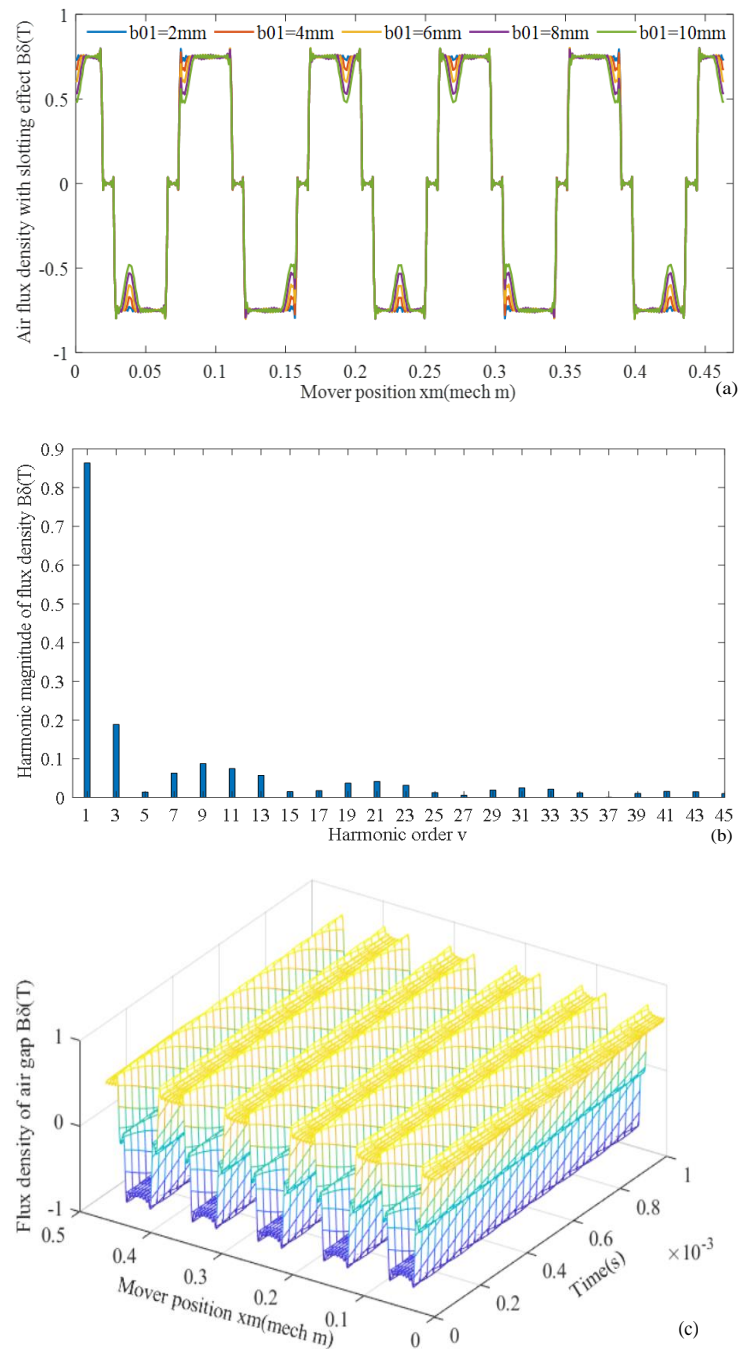 b01=2mm b01=4mm b01=6mm b01=8mm b01=10mm
Air flux density with slotting effect Bδ(T)
1
0.5
0
-0.5
-1
0 0.05 0.1 0.15 0.2 0.25 0.3 0.35 0.4 0.45
Mover position xm(mech m)
(a)
Harmonic magnitude of flux density Bδ(T)
0.9
0.8
0.7
0.6
0.5
0.4
0.3
0.2
0.1
0
1 3 5 7 9 11 13 15 17 19 21 23 25 27 29 31 33 35 37 39 41 43 45
Harmonic order v
(b)
Flux density of air gap Bδ(T)
1
0
-1
0.5
0.4
0.3
0.2
0.1
0
Mover position xm(mech m)
0
0.2
0.4
0.6
0.8
1
×10-3
Time(s)
(c)